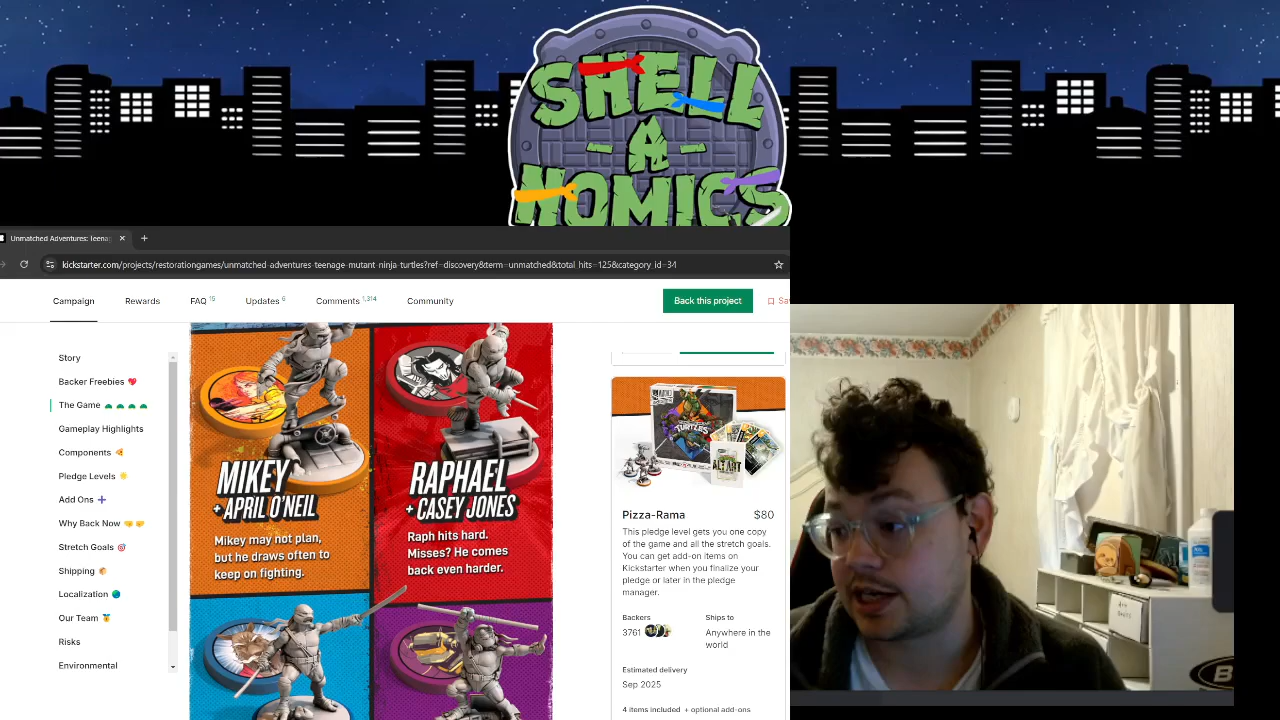 SHELL
-A-
NOMICS
Unmatched Adventures: Teenag
kickstarter.com/projects/restorationgames/unmatched-adventures-teenage-mutant-ninja-turtles?ref=discovery&term=unmatched&total_hits=125&category_id=34
Campaign
Rewards
FAQ 15
Updates 6
Comments 1,314
Community
Back this project
Sa
Story
Backer Freebies
The Game
Gameplay Highlights
Components
Pledge Levels
Add Ons
Why Back Now
Stretch Goals
Shipping
Localization
Our Team
Risks
Environmental
MIKEY
+ APRIL O'NEIL
Mikey may not plan,
but he draws often to
keep on fighting.
RAPHAEL
+ CASEY JONES
Raph hits hard.
Misses? He comes
back even harder.
TURTLES
ALT ART
Pizza-Rama $80
This pledge level gets you one copy
of the game and all the stretch goals.
You can get add-on items on
Kickstarter when you finalize your
pledge or later in the pledge
manager.
Backers
3761
Ships to
Anywhere in the
world
Estimated delivery
Sep 2025
4 items included + optional add-ons